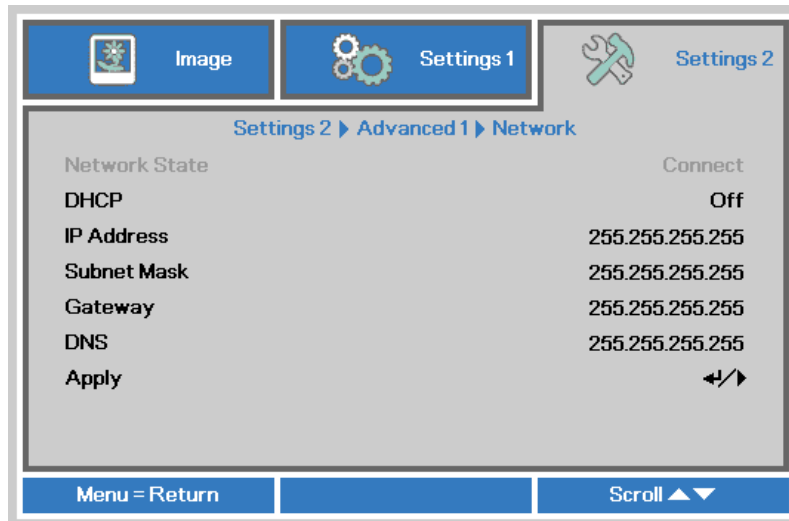 Image
Settings 1
Settings 2
Settings 2 ▶ Advanced 1 ▶ Network
Network State Connect
DHCP Off
IP Address 255.255.255.255
Subnet Mask 255.255.255.255
Gateway 255.255.255.255
DNS 255.255.255.255
Apply ↵/▶
Menu = Return
Scroll ▲▼